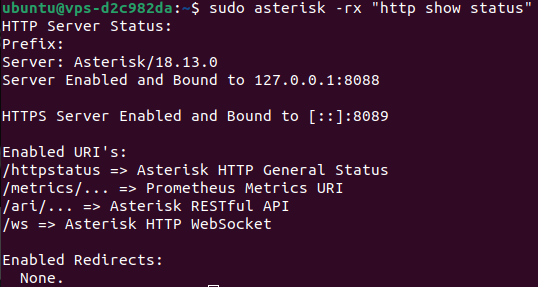 ubuntu@vps-d2c982da:~$ sudo asterisk -rx "http show status"
HTTP Server Status:
Prefix:
Server: Asterisk/18.13.0
Server Enabled and Bound to 127.0.0.1:8088
HTTPS Server Enabled and Bound to [::]:8089
Enabled URI's:
/httpstatus => Asterisk HTTP General Status
/metrics/... => Prometheus Metrics URI
/ari/... => Asterisk RESTful API
/ws => Asterisk HTTP WebSocket
Enabled Redirects:
None.